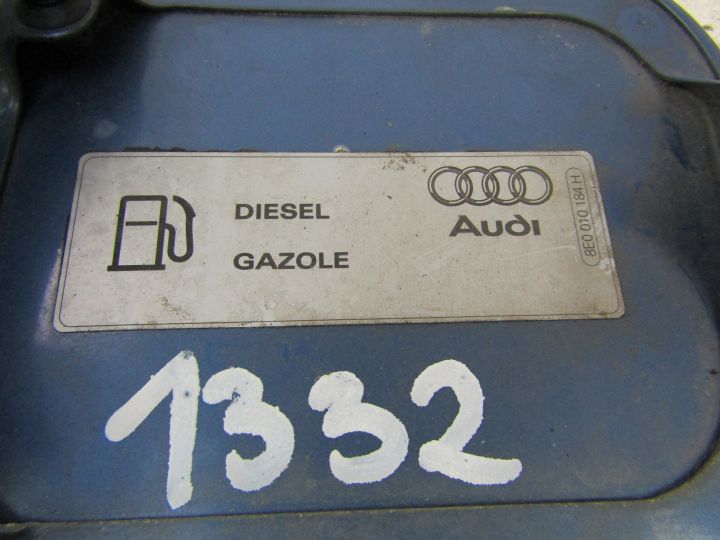 DIESEL
GAZOLE
Audi
8E0 010 184 H
1332